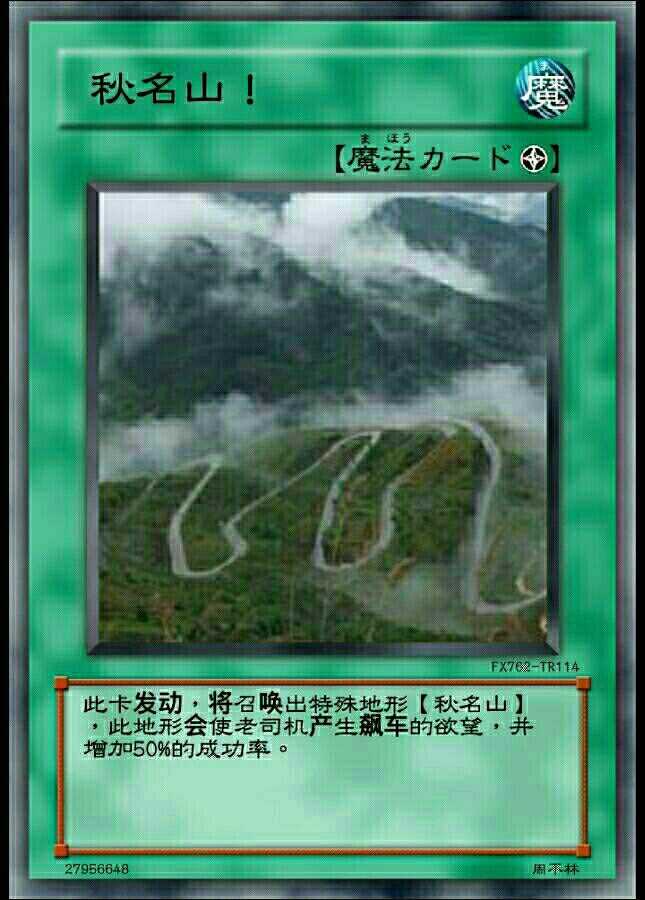 秋名山！
魔
ま
ま ほう
【魔法カード】
FX762-TR114
此卡发动，将召唤出特殊地形【秋名山】
，此地形会使老司机产生飙车的欲望，并
增加50%的成功率。
27956648
周不林